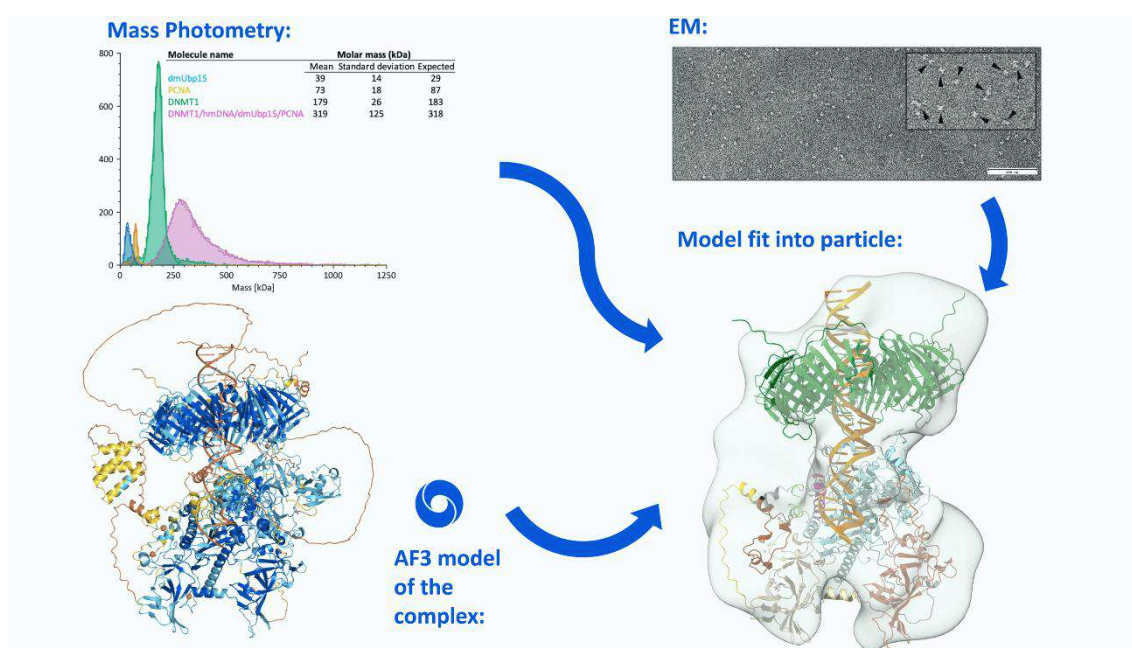 Mass Photometry:
EM:
Molecule name Molar mass (kDa)
Mean Standard deviation Expected
dmUbp15 39 14 29
PCNA 73 18 87
DNMT1 179 26 183
DNMT1/hmDNA/dmUbp15/PCNA 319 125 318
800
600
400
200
0
0 250 500 750 1000 1250
Mass [kDa]
Model fit into particle:
AF3 model
of the
complex: